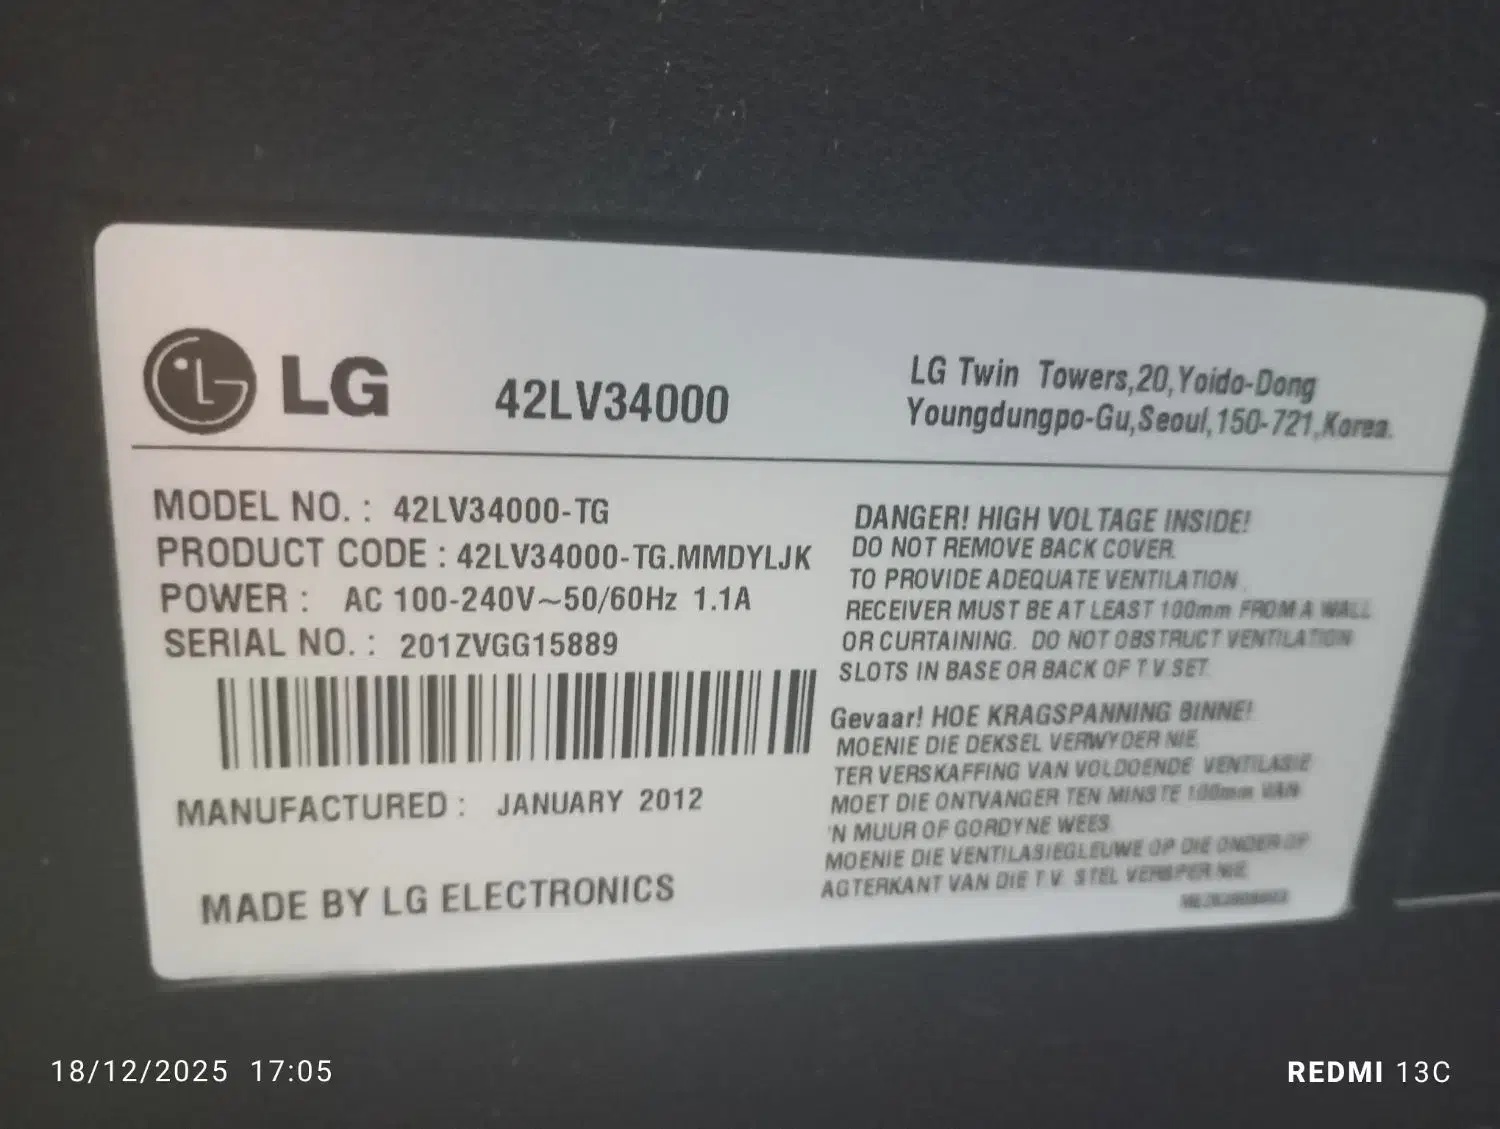 LG
42LV34000
LG Twin Towers,20,Yoido-Dong
Youngdungpo-Gu,Seoul,150-721,Korea.
MODEL NO. : 42LV34000-TG
PRODUCT CODE : 42LV34000-TG.MMDYLJK
POWER : AC 100-240V~50/60Hz 1.1A
SERIAL NO. : 201ZVGG15889
MANUFACTURED : JANUARY 2012
MADE BY LG ELECTRONICS
DANGER! HIGH VOLTAGE INSIDE!
DO NOT REMOVE BACK COVER.
TO PROVIDE ADEQUATE VENTILATION
RECEIVER MUST BE AT LEAST 100mm FROM A WALL
OR CURTAINING. DO NOT OBSTRUCT VENTILATION
SLOTS IN BASE OR BACK OF T V SET.
Gevaar! HOE KRAGSPANNING BINNE!
MOENIE DIE DEKSEL VERWYDER NIE
TER VERSKAFFING VAN VOLDOENDE VENTILASIE
MOET DIE ONTVANGER TEN MINSTE 100mm VAN
'N MUUR OF GORDYNE WEES
MOENIE DIE VENTILASIEGLEUWE OP DIE ONDER OF
AGTERKANT VAN DIE T.V. STEL VERSPER NIE
18/12/2025 17:05
REDMI 13C